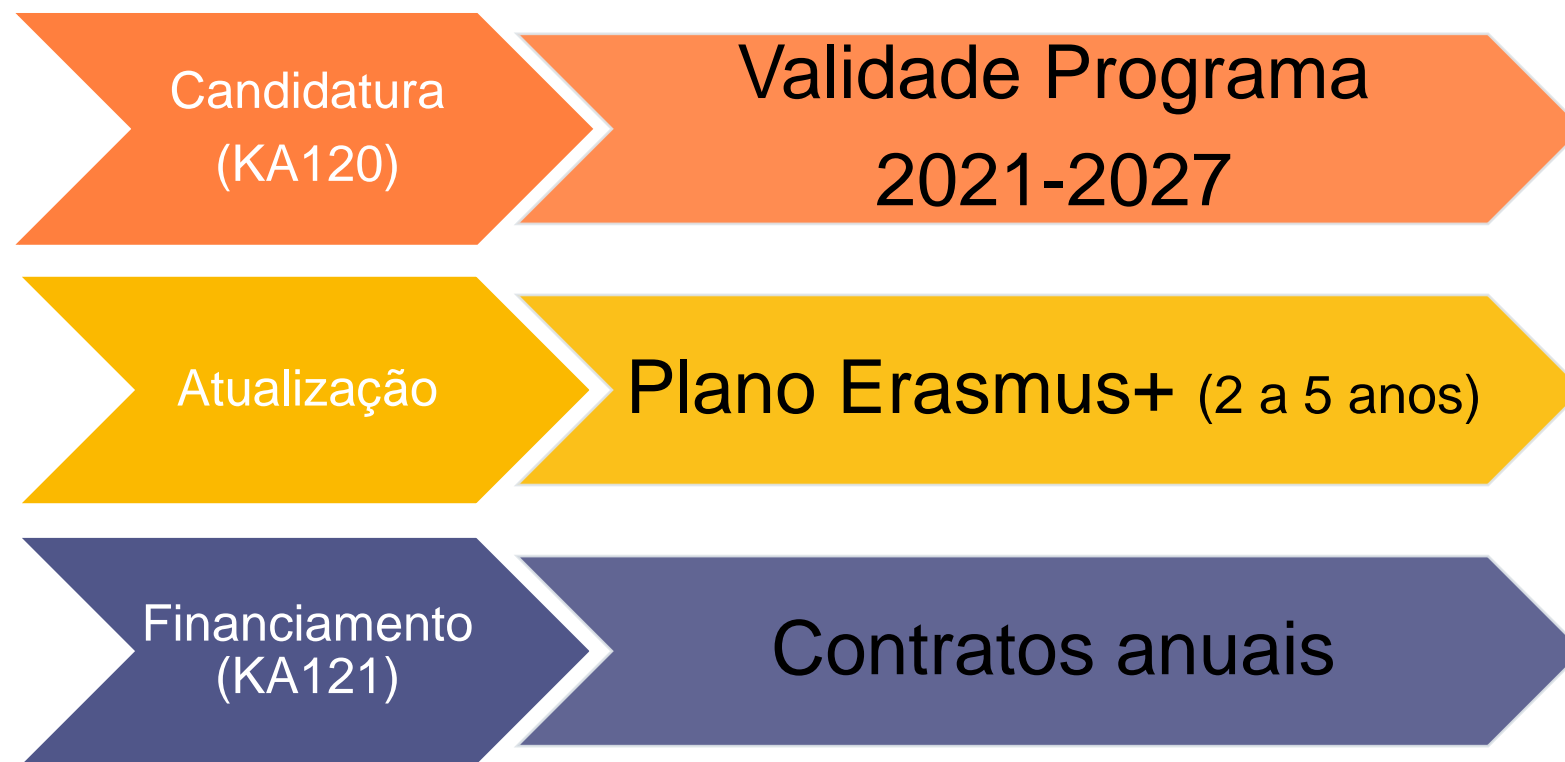 Candidatura
(KA120)
Validade Programa
2021-2027
Atualização
Plano Erasmus+ (2 a 5 anos)
Financiamento
(KA121)
Contratos anuais